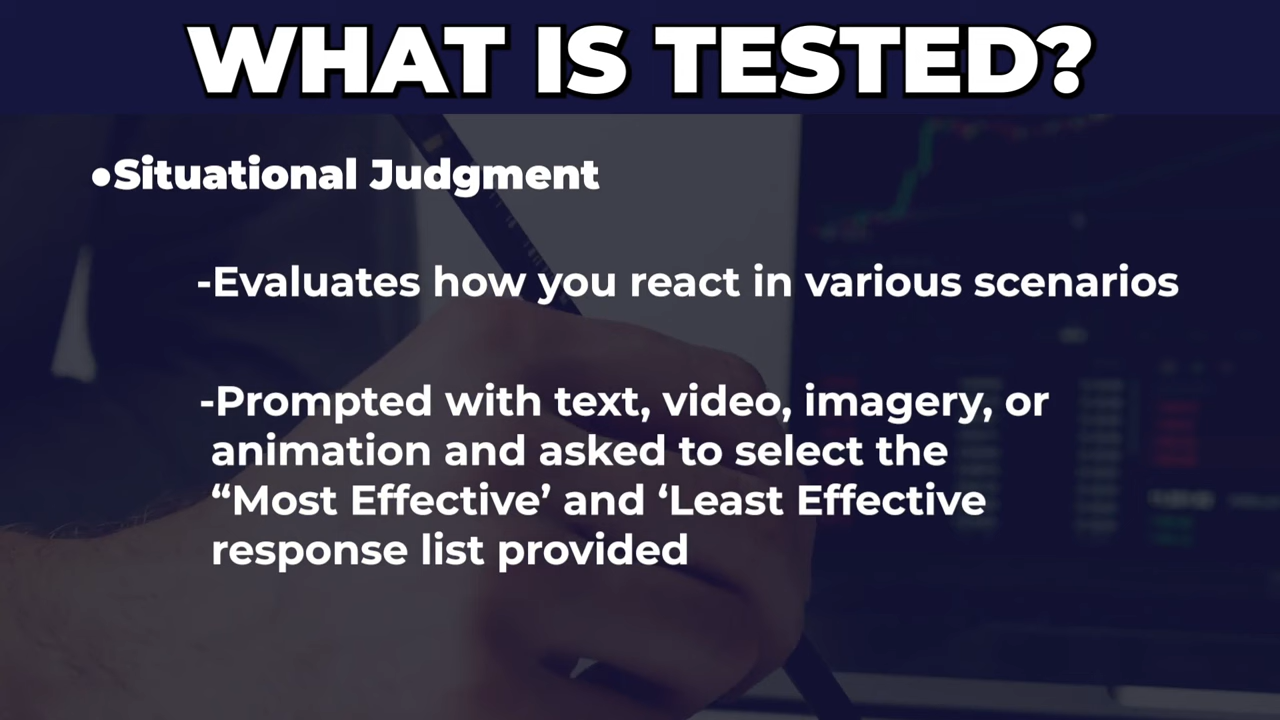 WHAT IS TESTED?
•Situational Judgment
-Evaluates how you react in various scenarios
-Prompted with text, video, imagery, or
animation and asked to select the
“Most Effective’ and ‘Least Effective
response list provided